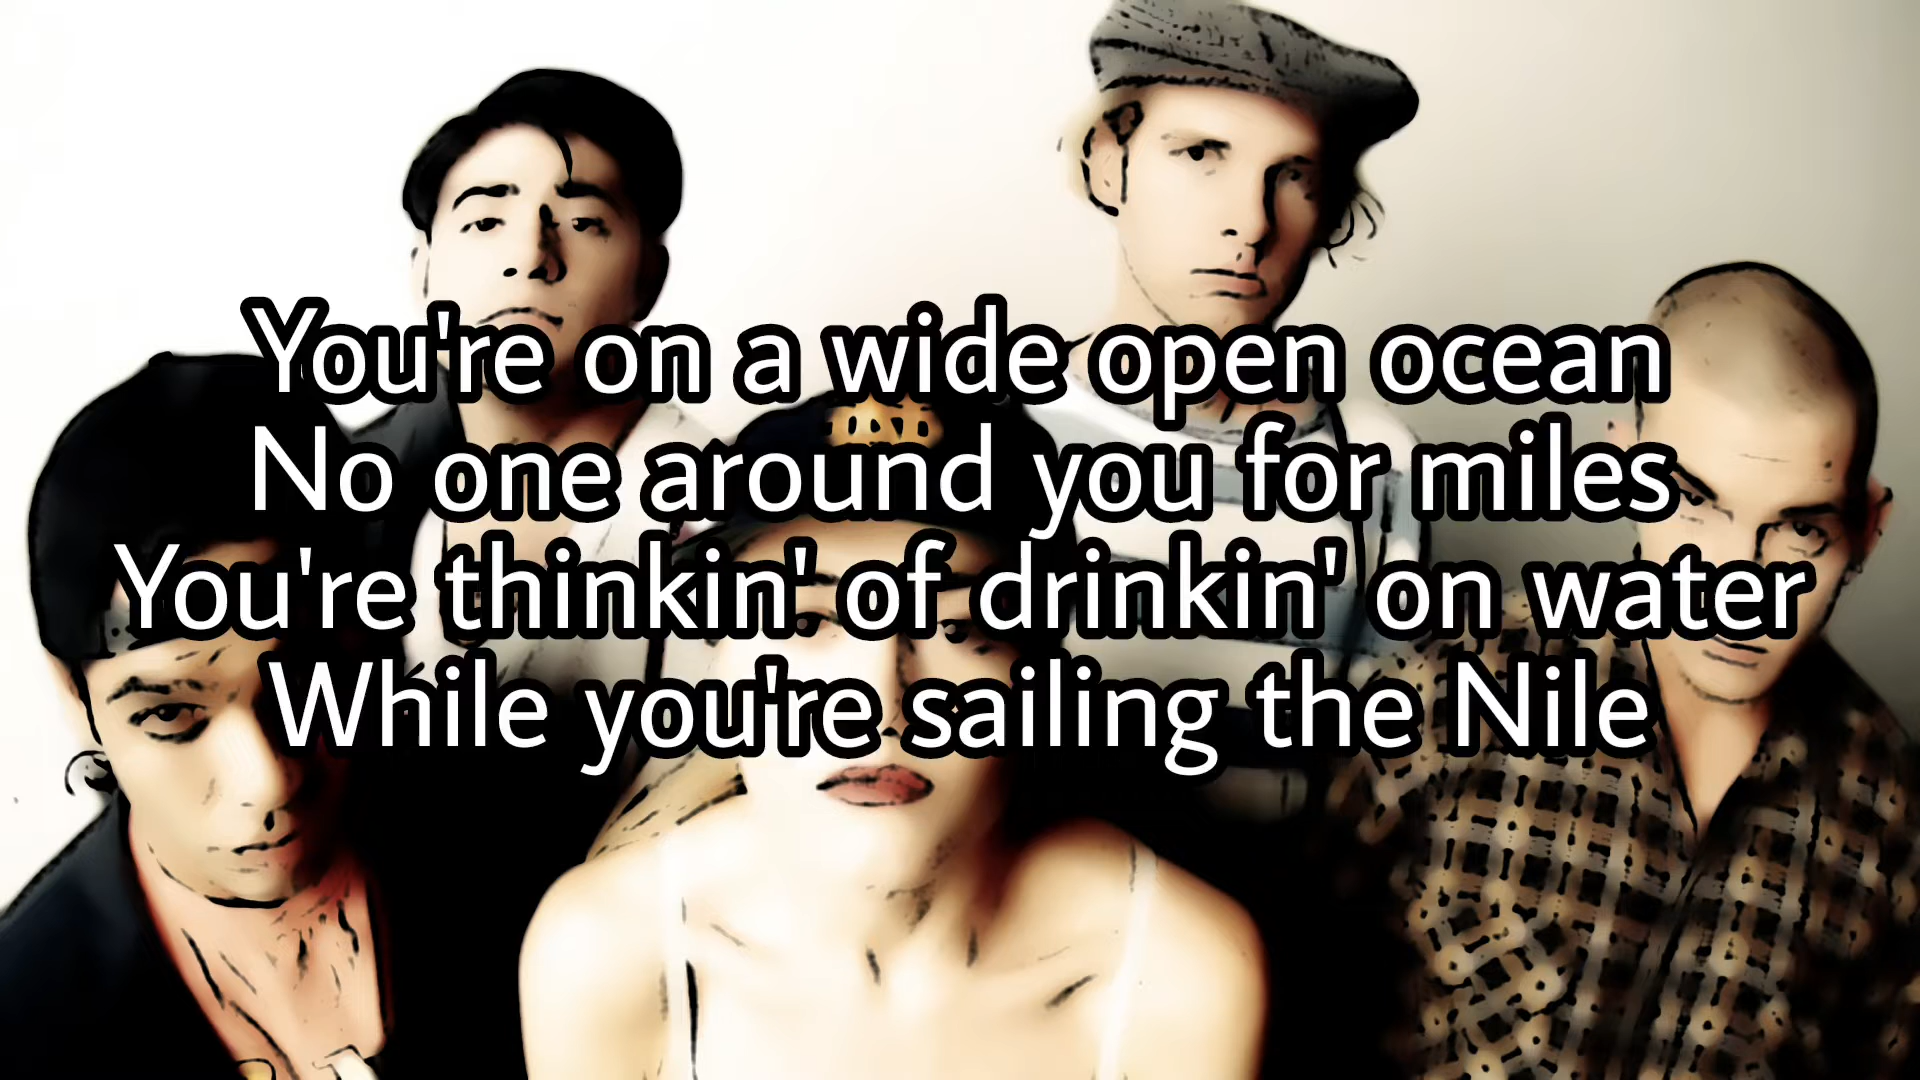 You're on a wide open ocean
No one around you for miles
You're thinkin' of drinkin' on water
While you're sailing the Nile